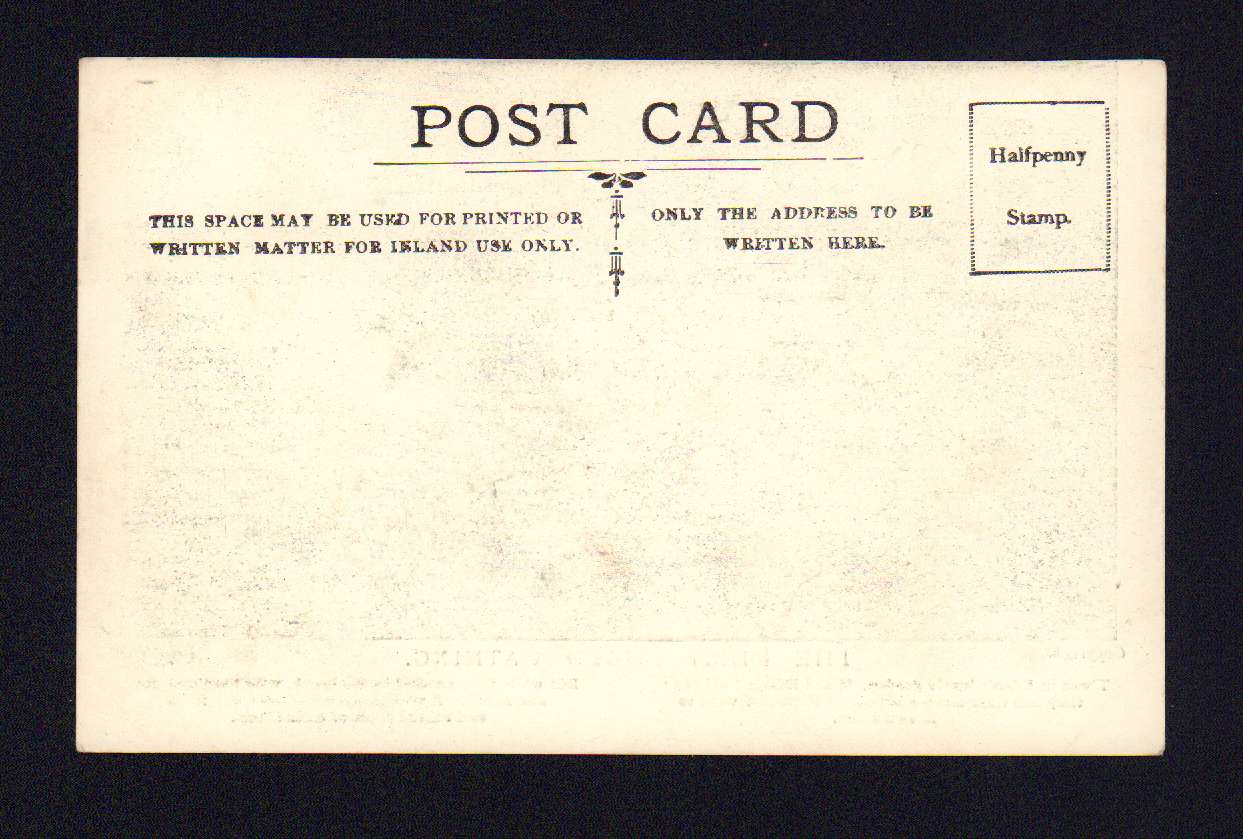 POST CARD
THIS SPACE MAY BE USED FOR PRINTED OR
WRITTEN MATTER FOR INLAND USE ONLY.
ONLY THE ADDRESS TO BE
WRITTEN HERE.
Halfpenny
Stamp.